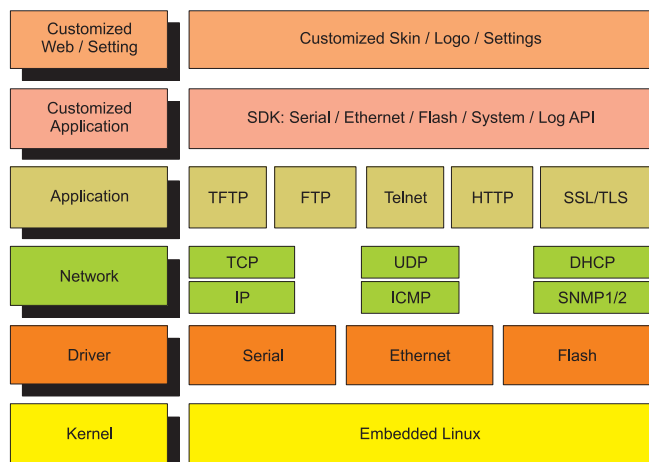 Customized
Web / Setting
Customized Skin / Logo / Settings
Customized
Application
SDK: Serial / Ethernet / Flash / System / Log API
Application
TFTP
FTP
Telnet
HTTP
SSL/TLS
Network
TCP
UDP
DHCP
IP
ICMP
SNMP1/2
Driver
Serial
Ethernet
Flash
Kernel
Embedded Linux